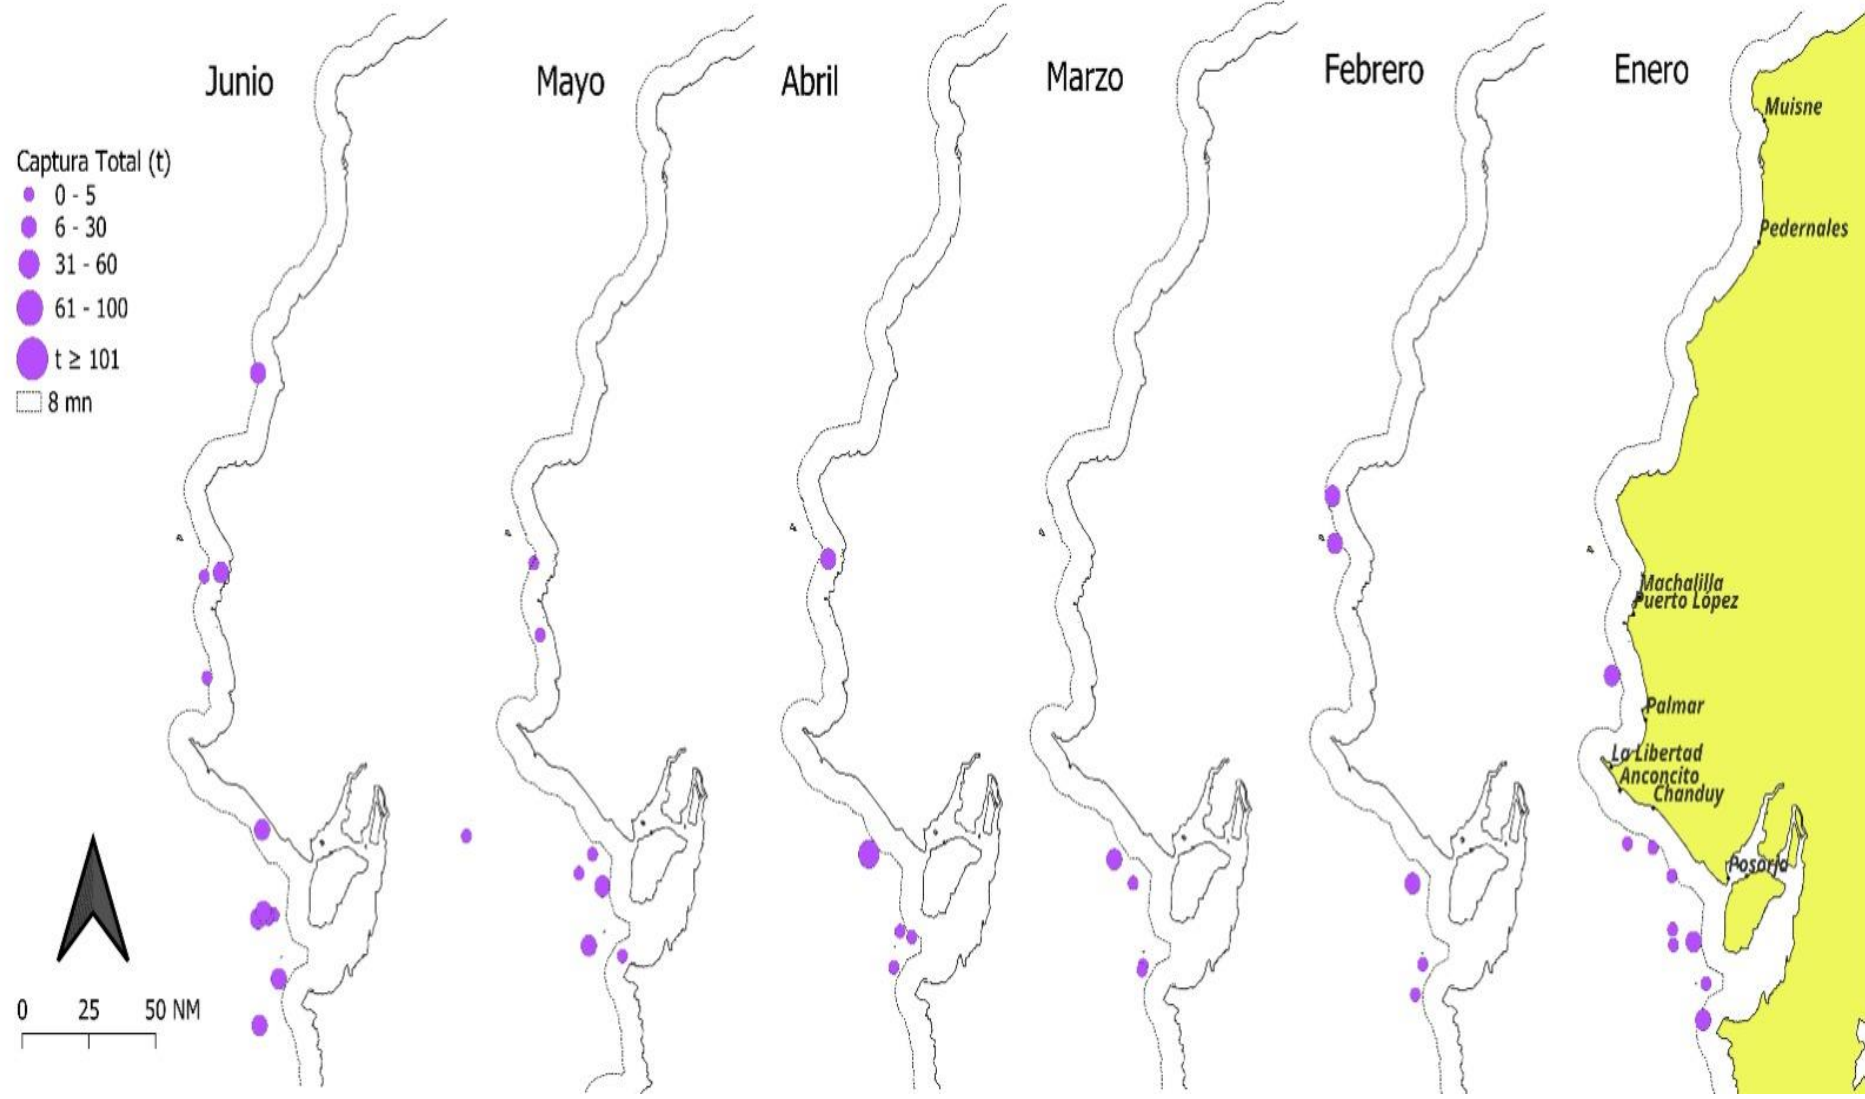 Junio
Mayo
Abril
Marzo
Febrero
Enero
Captura Total (t)
0 - 5
6 - 30
31 - 60
61 - 100
t ≥ 101
8 mn
Muisne
Pedernales
Machalilla
Puerto López
Palmar
La Libertad
Anconcito
Chanduy
Posorja
0 25 50 NM